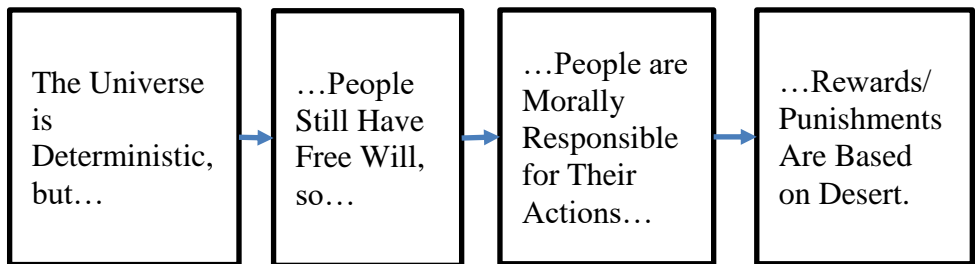 The Universe
is
Deterministic,
but…
…People
Still Have
Free Will,
so…
…People are
Morally
Responsible
for Their
Actions…
…Rewards/
Punishments
Are Based
on Desert.